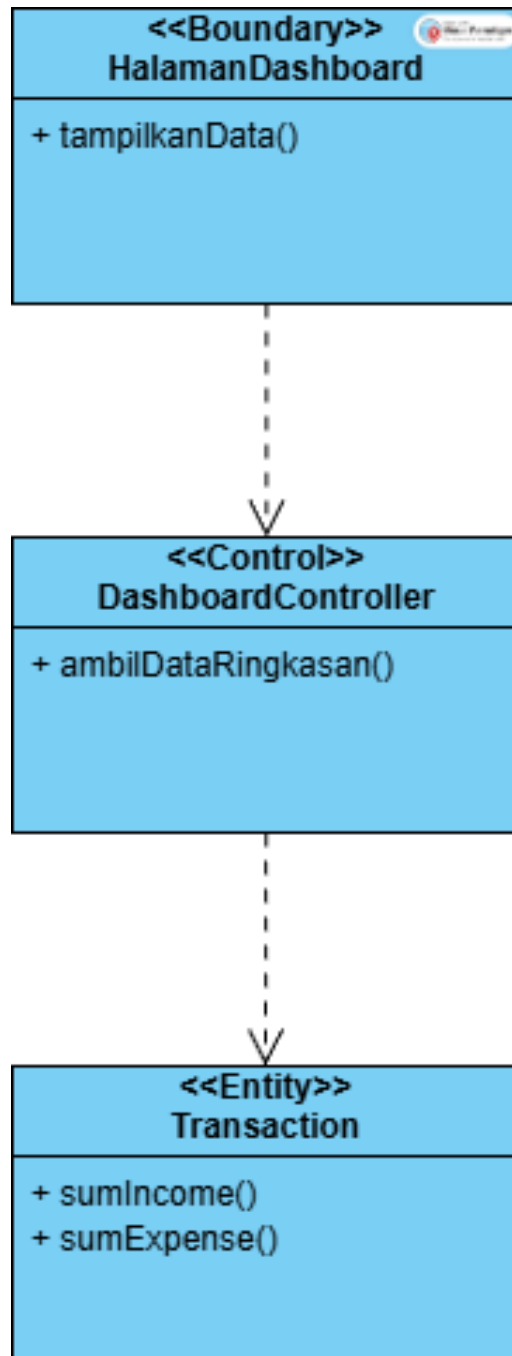 <<Boundary>>
HalamanDashboard
+ tampilkanData()
<<Control>>
DashboardController
+ ambilDataRingkasan()
<<Entity>>
Transaction
+ sumIncome()
+ sumExpense()